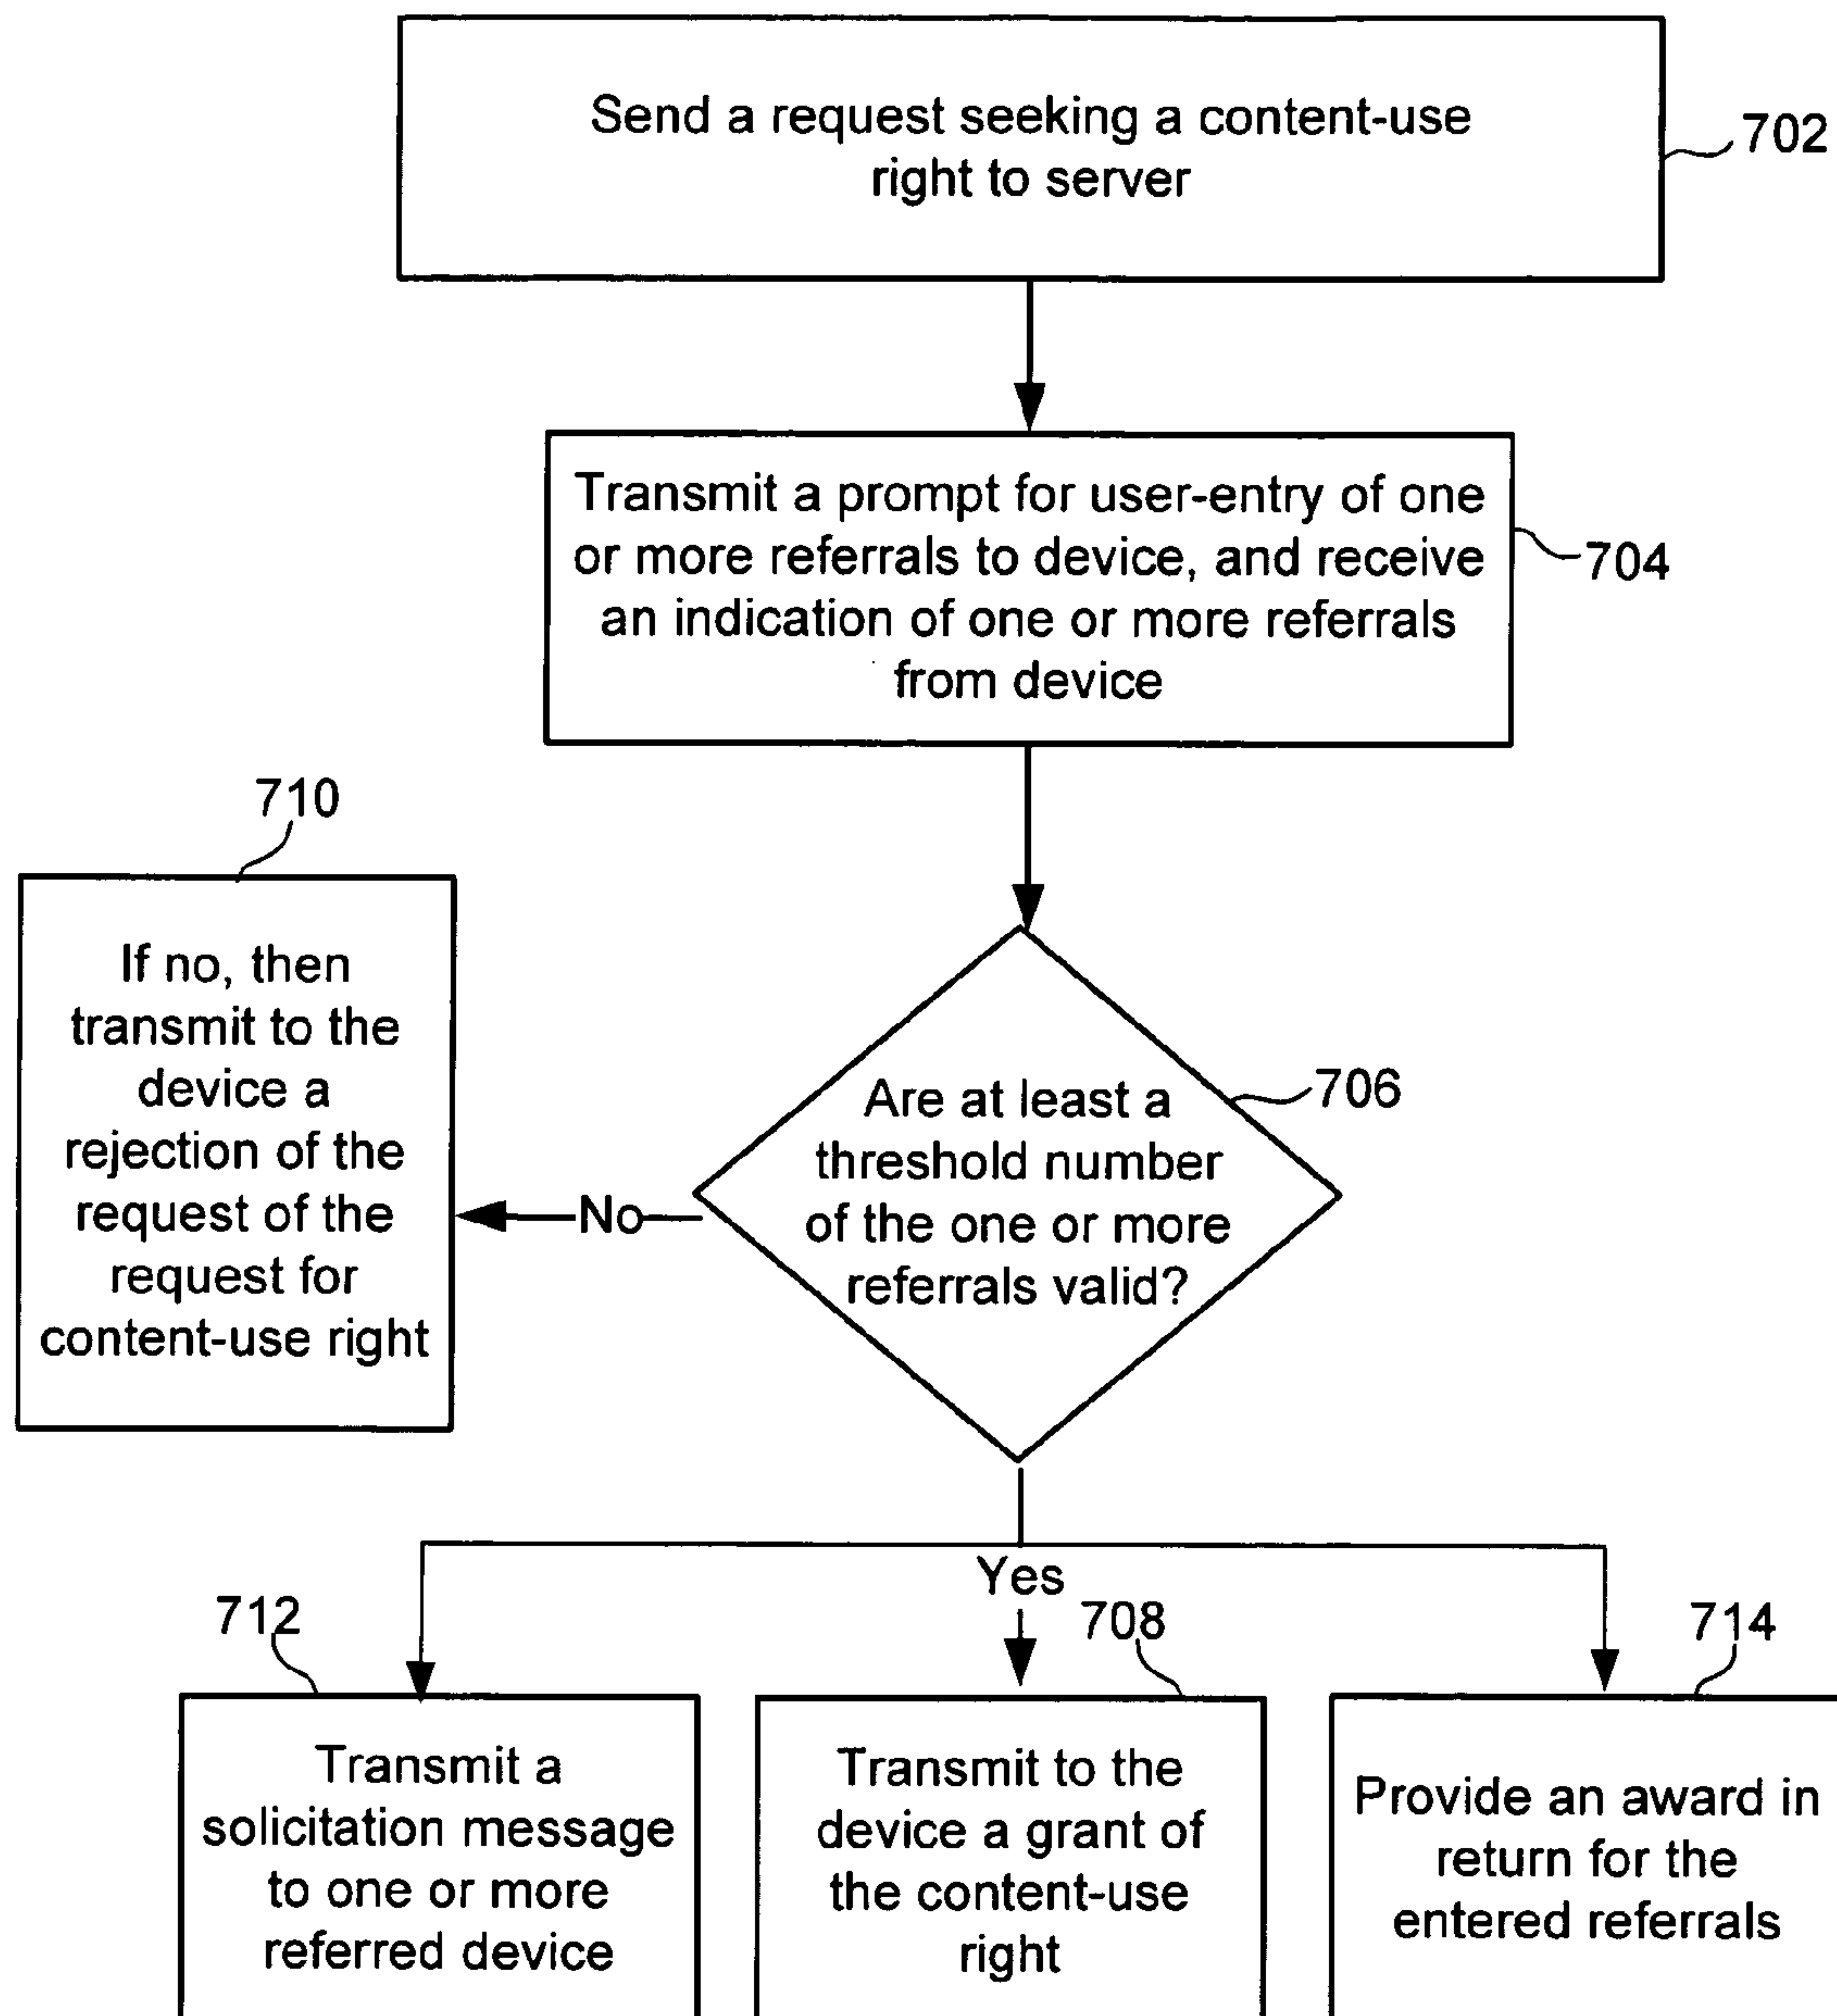 Send a request seeking a content-use
right to server
702
Transmit a prompt for user-entry of one
or more referrals to device, and receive
an indication of one or more referrals
from device
704
710
If no, then
transmit to the
device a
rejection of the
request of the
request for
content-use right
No
Are at least a
threshold number
of the one or more
referrals valid?
706
Yes
712
Transmit a
solicitation message
to one or more
referred device
708
Transmit to the
device a grant of
the content-use
right
714
Provide an award in
return for the
entered referrals